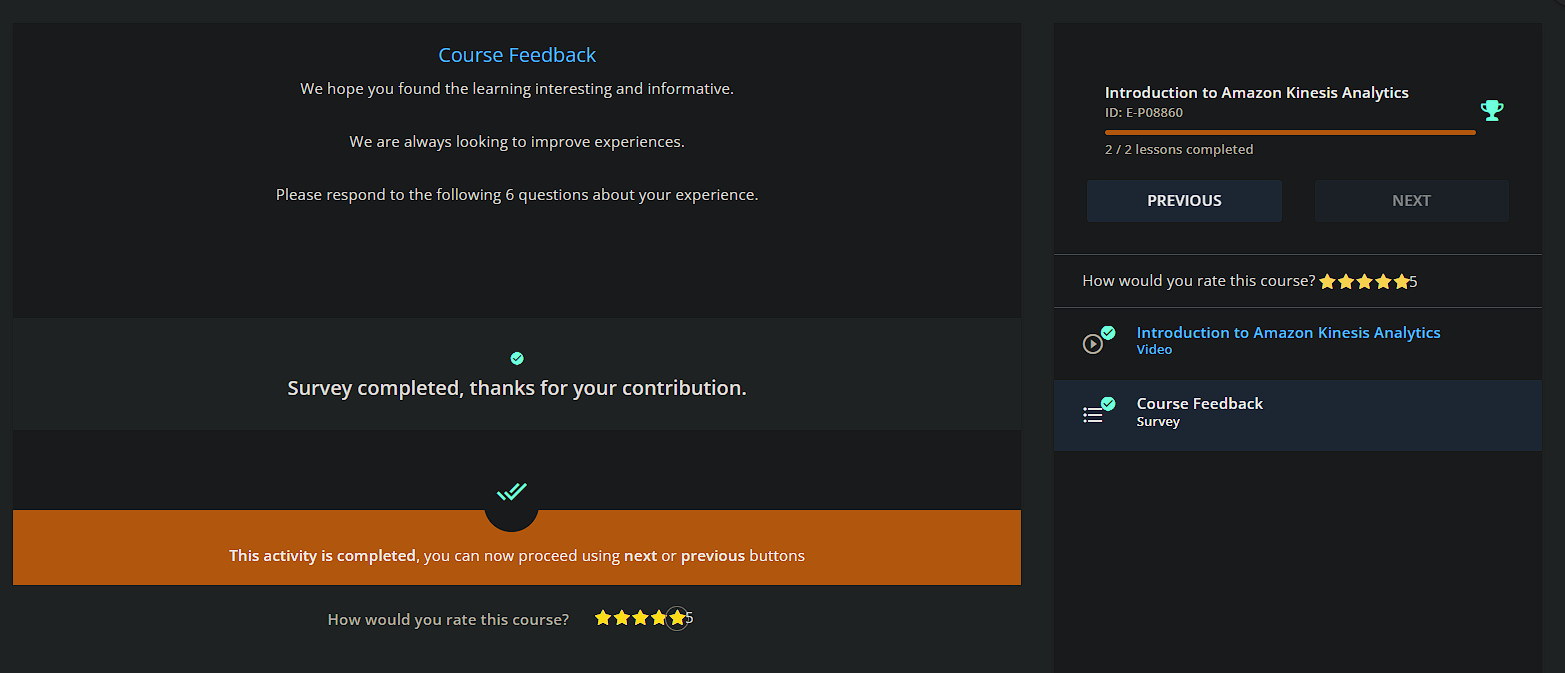 Course Feedback
We hope you found the learning interesting and informative.
We are always looking to improve experiences.
Please respond to the following 6 questions about your experience.
Survey completed, thanks for your contribution.
This activity is completed, you can now proceed using next or previous buttons
How would you rate this course? 5
Introduction to Amazon Kinesis Analytics
ID: E-P08860
2 / 2 lessons completed
PREVIOUS
NEXT
How would you rate this course? 5
Introduction to Amazon Kinesis Analytics
Video
Course Feedback
Survey